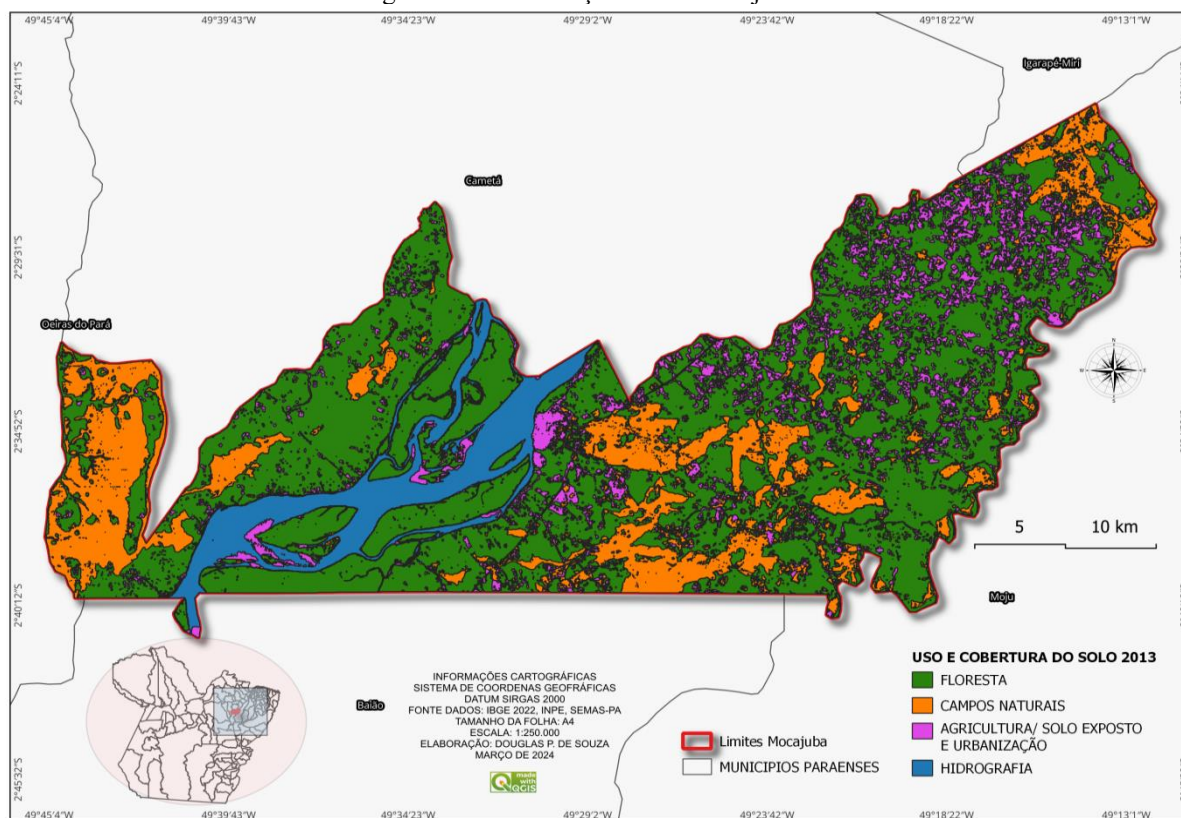 49°45'4"W 49°39'43"W 49°34'23"W 49°29'2"W 49°23'42"W 49°18'22"W 49°13'1"W
2°24'11"S
Igarapé-Miri
Cametá
2°29'31"S
Oeiras do Pará
2°34'52"S
5 10 km
2°40'12"S
Moju
Baião
INFORMAÇÕES CARTOGRÁFICAS
SISTEMA DE COORDENAS GEOFRÁFICAS
DATUM SIRGAS 2000
FONTE DADOS: IBGE 2022, INPE, SEMAS-PA
TAMANHO DA FOLHA: A4
ESCALA: 1:250.000
ELABORAÇÃO: DOUGLAS P. DE SOUZA
MARÇO DE 2024
made
with
QGIS
Limites Mocajuba
MUNICIPIOS PARAENSES
USO E COBERTURA DO SOLO 2013
FLORESTA
CAMPOS NATURAIS
AGRICULTURA/ SOLO EXPOSTO
E URBANIZAÇÃO
HIDROGRAFIA
2°45'32"S
49°45'4"W 49°39'43"W 49°34'23"W 49°29'2"W 49°23'42"W 49°18'22"W 49°13'1"W